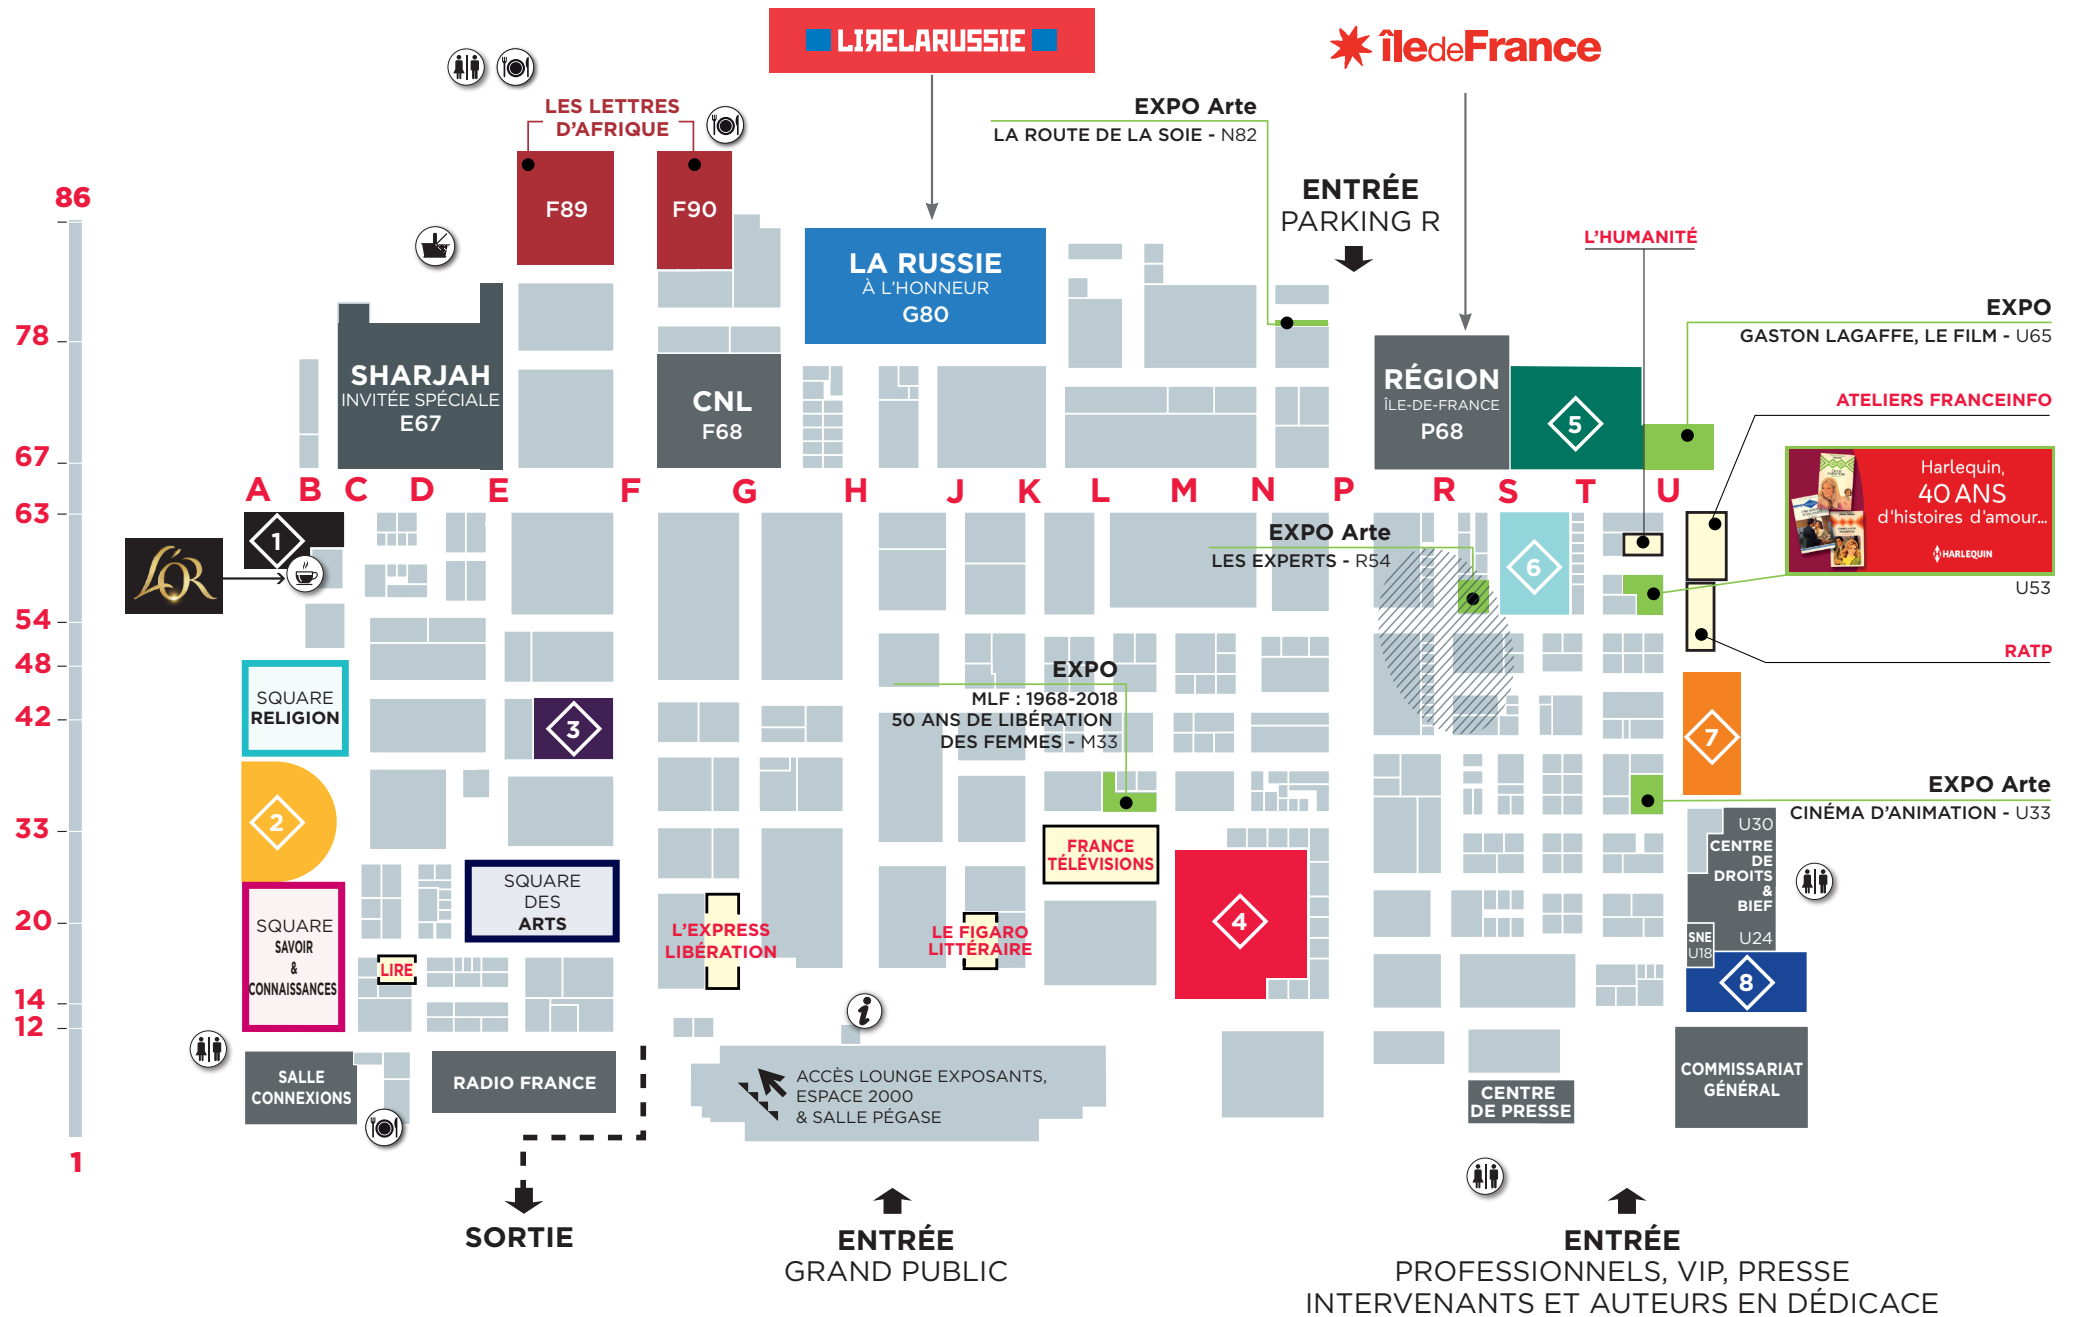 LIRELARUSSIE
îledeFrance
LES LETTRES
D'AFRIQUE
EXPO Arte
LA ROUTE DE LA SOIE - N82
ENTRÉE
PARKING R
F89
F90
86
78
67
63
54
48
42
33
20
14
12
1
L'HUMANITÉ
LA RUSSIE
À L'HONNEUR
G80
EXPO
GASTON LAGAFFE, LE FILM - U65
SHARJAH
INVITÉE SPÉCIALE
E67
CNL
F68
RÉGION
ÎLE-DE-FRANCE
P68
5
ATELIERS FRANCEINFO
Harlequin,
40 ANS
d'histoires d'amour...
HARLEQUIN
U53
A B C D E F G H J K L M N P R S T U
1
L'OR
EXPO Arte
LES EXPERTS - R54
6
RATP
SQUARE
RELIGION
3
EXPO
MLF : 1968-2018
50 ANS DE LIBÉRATION
DES FEMMES - M33
7
EXPO Arte
CINÉMA D'ANIMATION - U33
2
FRANCE
TÉLÉVISIONS
U30
CENTRE
DE
DROITS
&
BIEF
U24
SNE
U18
SQUARE
DES
ARTS
SQUARE
SAVOIR
&
CONNAISSANCES
LIRE
L'EXPRESS
LIBÉRATION
LE FIGARO
LITTÉRAIRE
4
8
i
SALLE
CONNEXIONS
RADIO FRANCE
ACCÈS LOUNGE EXPOSANTS,
ESPACE 2000
& SALLE PÉGASE
CENTRE
DE PRESSE
COMMISSARIAT
GÉNÉRAL
SORTIE
ENTRÉE
GRAND PUBLIC
ENTRÉE
PROFESSIONNELS, VIP, PRESSE
INTERVENANTS ET AUTEURS EN DÉDICACE